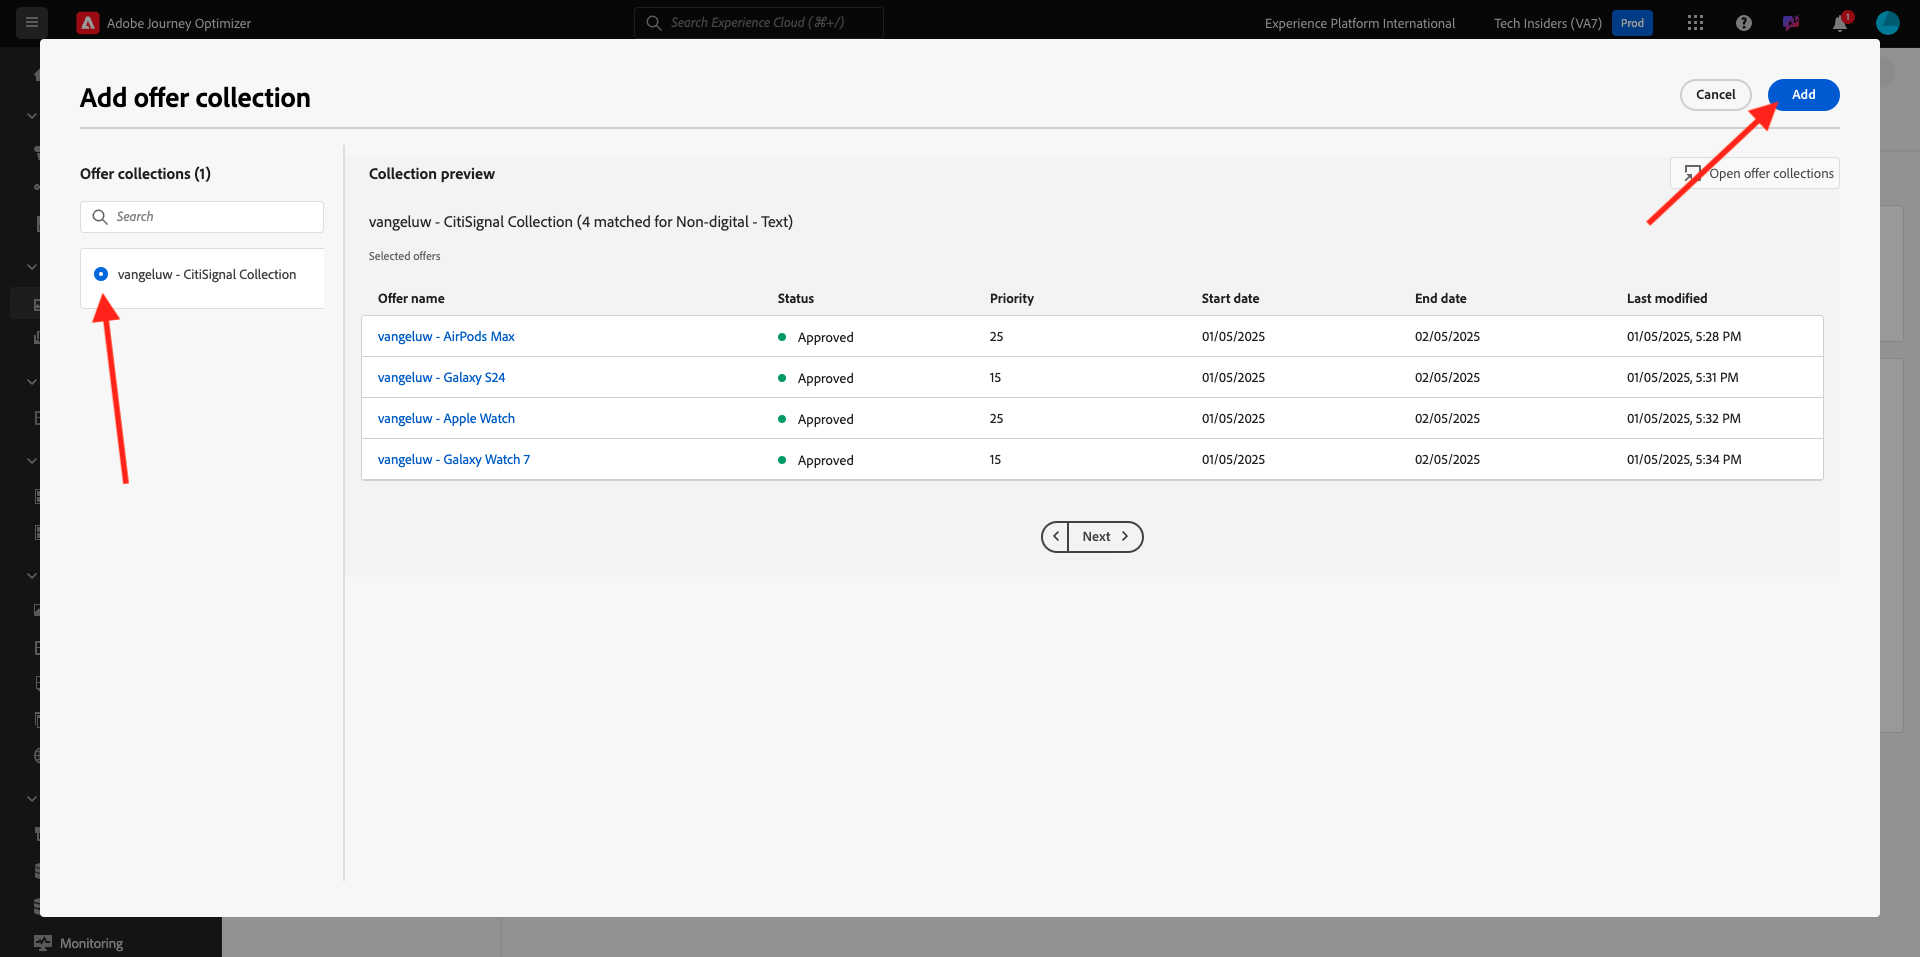 Adobe Journey Optimizer
Search Experience Cloud (⌘+/)
Experience Platform International
Tech Insiders (VA7)
Prod
1
Add offer collection
Cancel
Add
Offer collections (1)
Search
vangeluw - CitiSignal Collection
Collection preview
Open offer collections
vangeluw - CitiSignal Collection (4 matched for Non-digital - Text)
Selected offers
Offer name Status Priority Start date End date Last modified
vangeluw - AirPods Max Approved 25 01/05/2025 02/05/2025 01/05/2025, 5:28 PM
vangeluw - Galaxy S24 Approved 15 01/05/2025 02/05/2025 01/05/2025, 5:31 PM
vangeluw - Apple Watch Approved 25 01/05/2025 02/05/2025 01/05/2025, 5:32 PM
vangeluw - Galaxy Watch 7 Approved 15 01/05/2025 02/05/2025 01/05/2025, 5:34 PM
Next
Monitoring